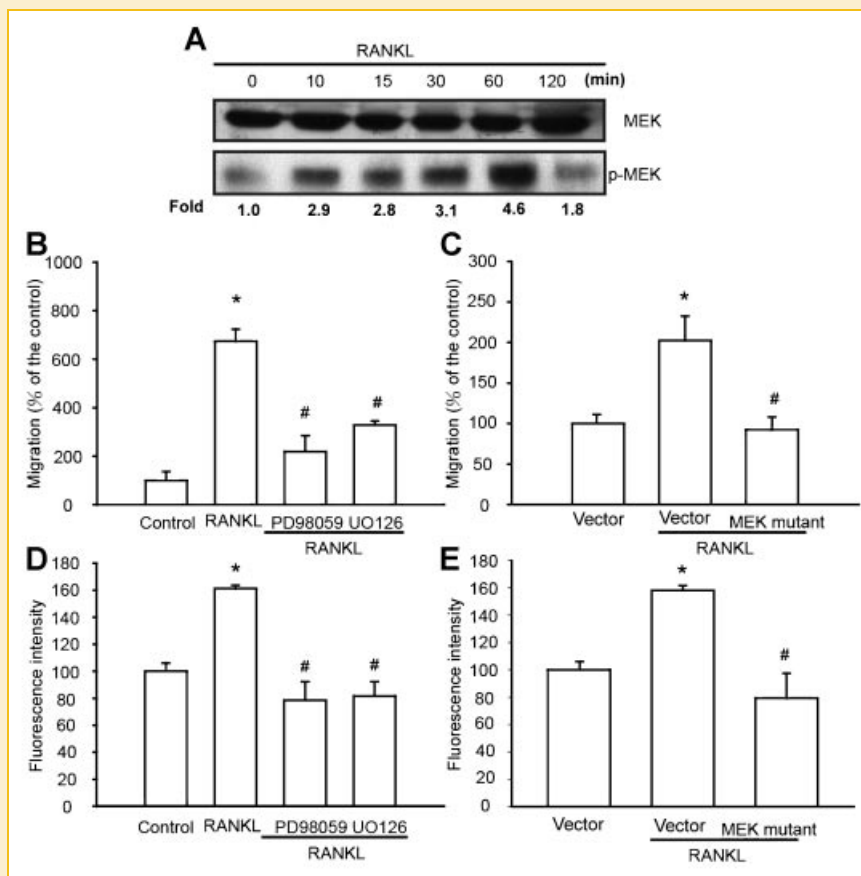 A
RANKL
0 10 15 30 60 120 (min)
MEK
p-MEK
Fold 1.0 2.9 2.8 3.1 4.6 1.8
B
Migration (% of the control)
1000
800
600
400
200
0
*
#
#
Control RANKL PD98059 UO126
RANKL
C
Migration (% of the control)
300
250
200
150
100
50
0
*
#
Vector Vector MEK mutant
RANKL
D
Fluorescence intensity
180
160
140
120
100
80
60
40
20
0
*
#
#
Control RANKL PD98059 UO126
RANKL
E
Fluorescence intensity
180
160
140
120
100
80
60
40
20
0
*
#
Vector Vector MEK mutant
RANKL